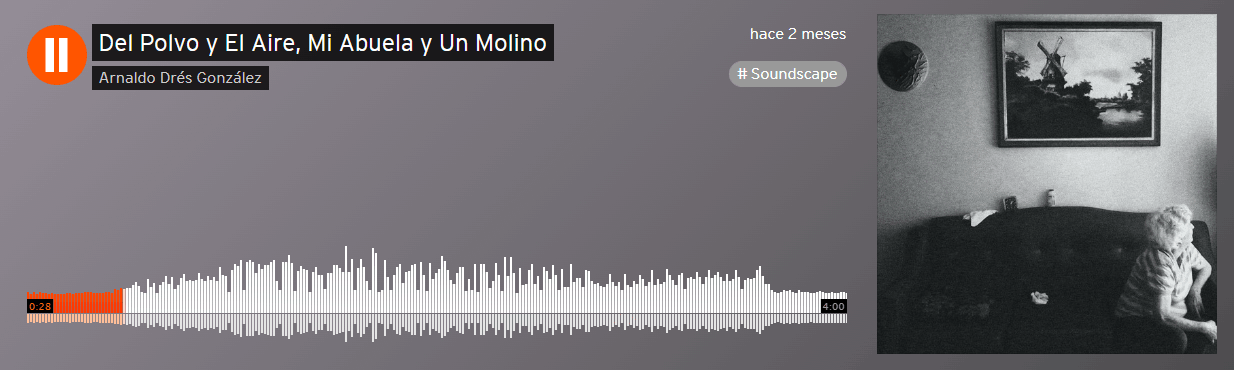 Del Polvo y El Aire, Mi Abuela y Un Molino
Arnaldo Drés González
hace 2 meses
# Soundscape
0:28
4:00